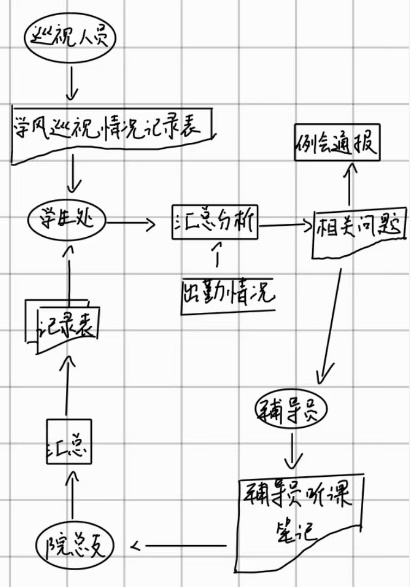 巡视人员
学风巡视情况记录表
例会通报
学生处
汇总分析
相关问题
出勤情况
记录表
辅导员
汇总
辅导员听课
笔记
院总支